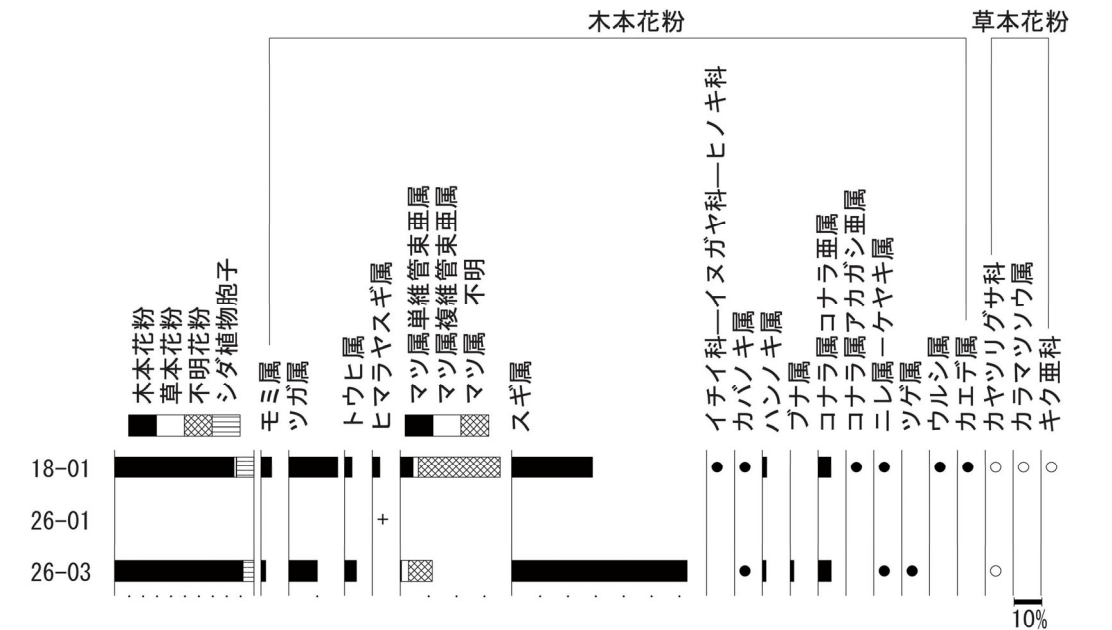 木本花粉
草本花粉
木本花粉
草本花粉
不明花粉
シダ植物胞子
モミ属
ツガ属
トウヒ属
ヒマラヤスギ属
マツ属単維管束亜属
マツ属複維管束亜属
マツ属 不明
スギ属
イチイ科―イヌガヤ科―ヒノキ科
カバノキ属
ハンノキ属
ブナ属
コナラ属コナラ亜属
コナラ属アカガシ亜属
ニレ属―ケヤキ属
ツゲ属
ウルシ属
カエデ属
カヤツリグサ科
カラマツソウ属
キク亜科
18-01
26-01
+
26-03
10%